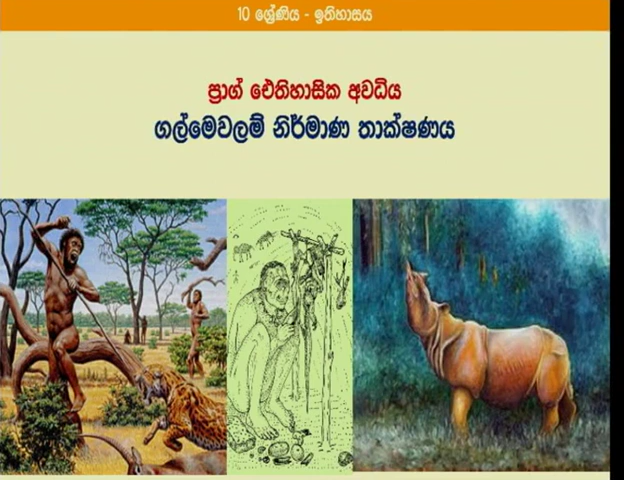 10 ශ්‍රේණිය - ඉතිහාසය
ප්‍රාග් ඓතිහාසික අවධිය
ගල්මෙවලම් නිර්මාණ තාක්ෂණය